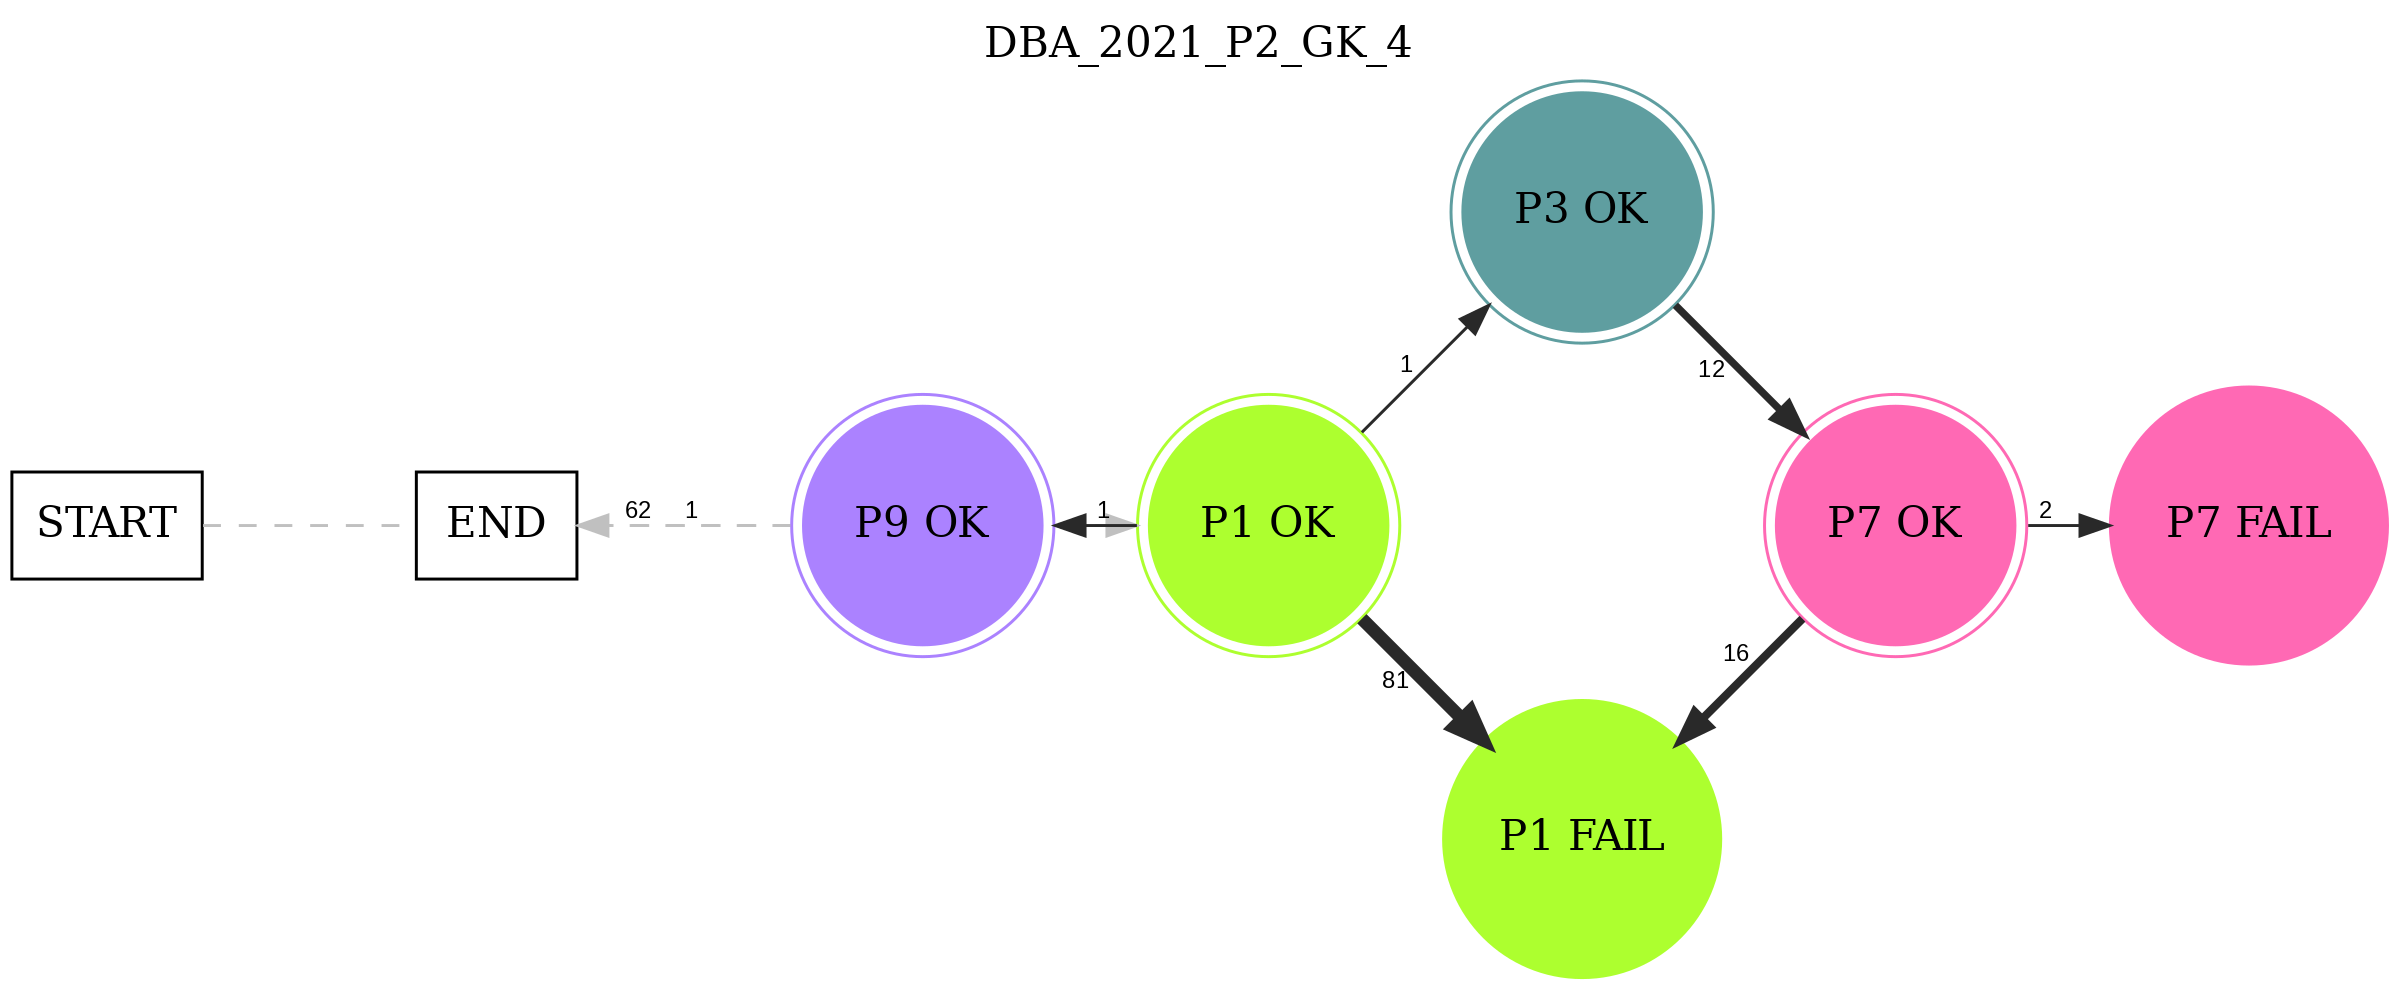 DBA_2021_P2_GK_4
P3 OK
1
12
START
END
62
1
P9 OK
1
P1 OK
P7 OK
2
P7 FAIL
81
16
P1 FAIL